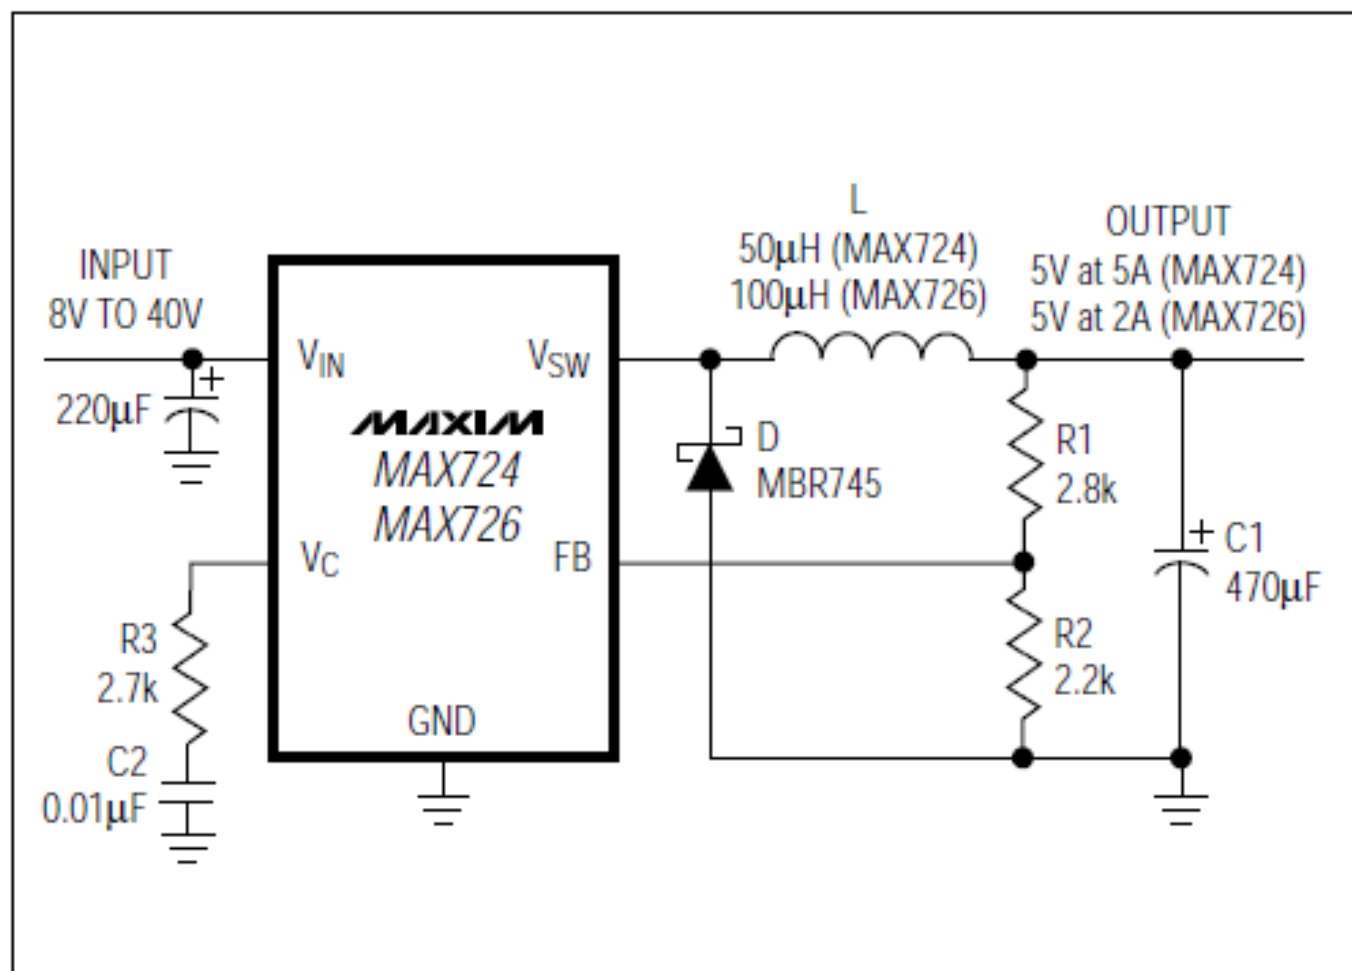 INPUT
8V TO 40V
220μF
+
VIN
VSW
MAXIM
MAX724
MAX726
VC
FB
GND
R3
2.7k
C2
0.01μF
L
50μH (MAX724)
100μH (MAX726)
D
MBR745
OUTPUT
5V at 5A (MAX724)
5V at 2A (MAX726)
R1
2.8k
R2
2.2k
+
C1
470μF